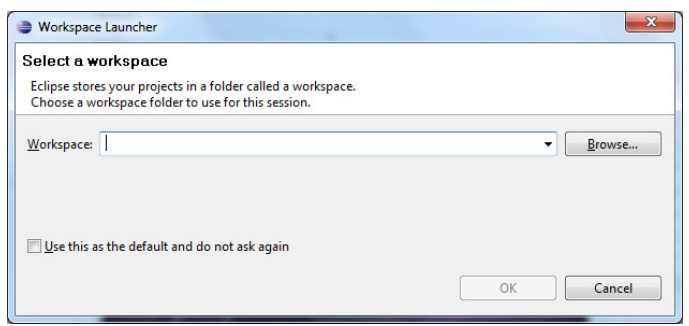 Workspace Launcher
Select a workspace
Eclipse stores your projects in a folder called a workspace.
Choose a workspace folder to use for this session.
Workspace:
Browse...
Use this as the default and do not ask again
OK
Cancel